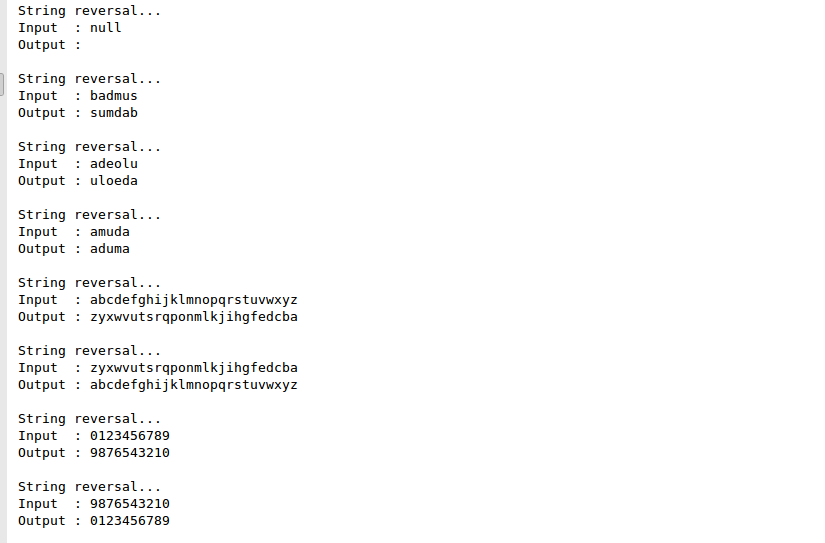 String reversal...
Input  : null
Output :
String reversal...
Input  : badmus
Output : sumdab
String reversal...
Input  : adeolu
Output : uloeda
String reversal...
Input  : amuda
Output : aduma
String reversal...
Input  : abcdefghijklmnopqrstuvwxyz
Output : zyxwvutsrqponmlkjihgfedcba
String reversal...
Input  : zyxwvutsrqponmlkjihgfedcba
Output : abcdefghijklmnopqrstuvwxyz
String reversal...
Input  : 0123456789
Output : 9876543210
String reversal...
Input  : 9876543210
Output : 0123456789